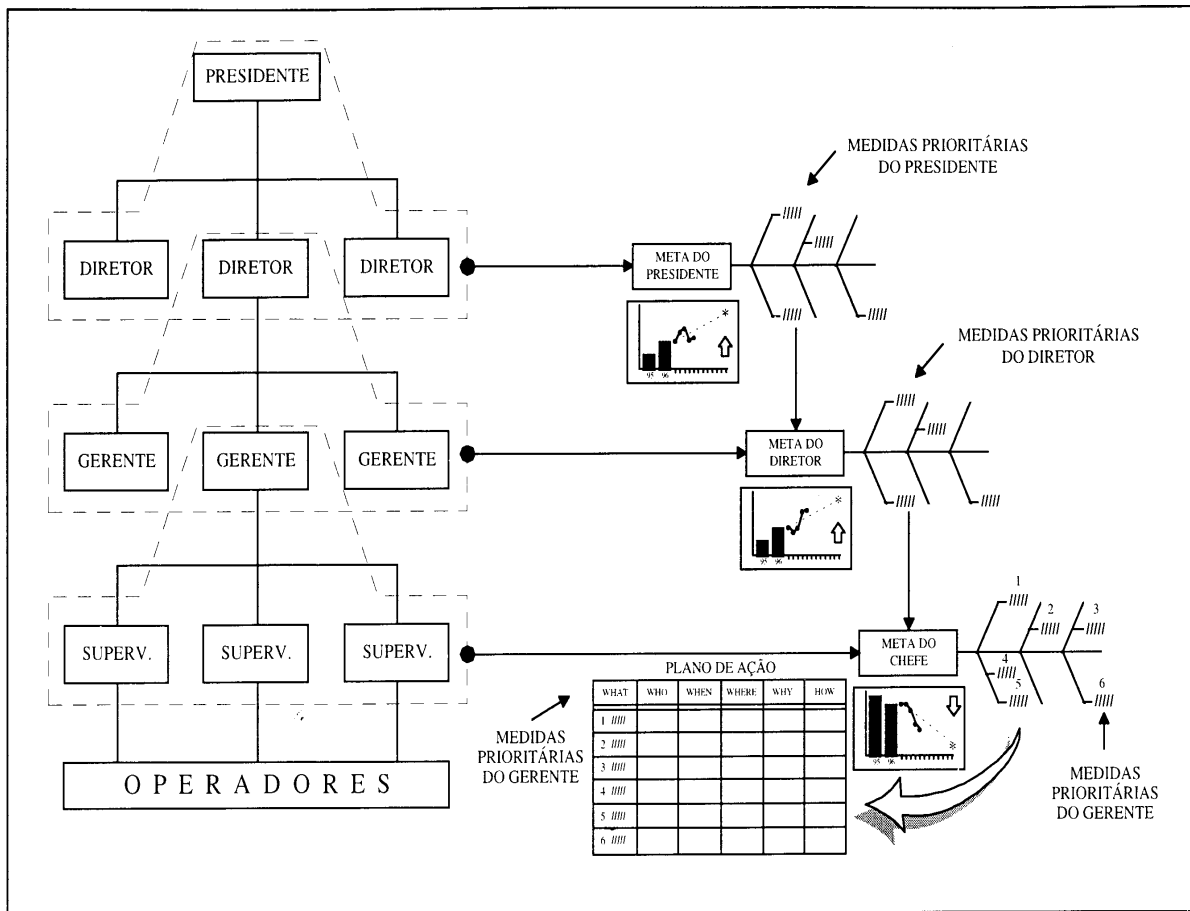 PRESIDENTE
DIRETOR
DIRETOR
DIRETOR
GERENTE
GERENTE
GERENTE
SUPERV.
SUPERV.
SUPERV.
OPERADORES
MEDIDAS PRIORITÁRIAS
DO PRESIDENTE
META DO
PRESIDENTE
95 96
MEDIDAS PRIORITÁRIAS
DO DIRETOR
META DO
DIRETOR
95 96
META DO
CHEFE
1
2
3
4
5
6
95 96
MEDIDAS
PRIORITÁRIAS
DO GERENTE
PLANO DE AÇÃO
WHAT WHO WHEN WHERE WHY HOW
1
2
3
4
5
6
MEDIDAS
PRIORITÁRIAS
DO GERENTE